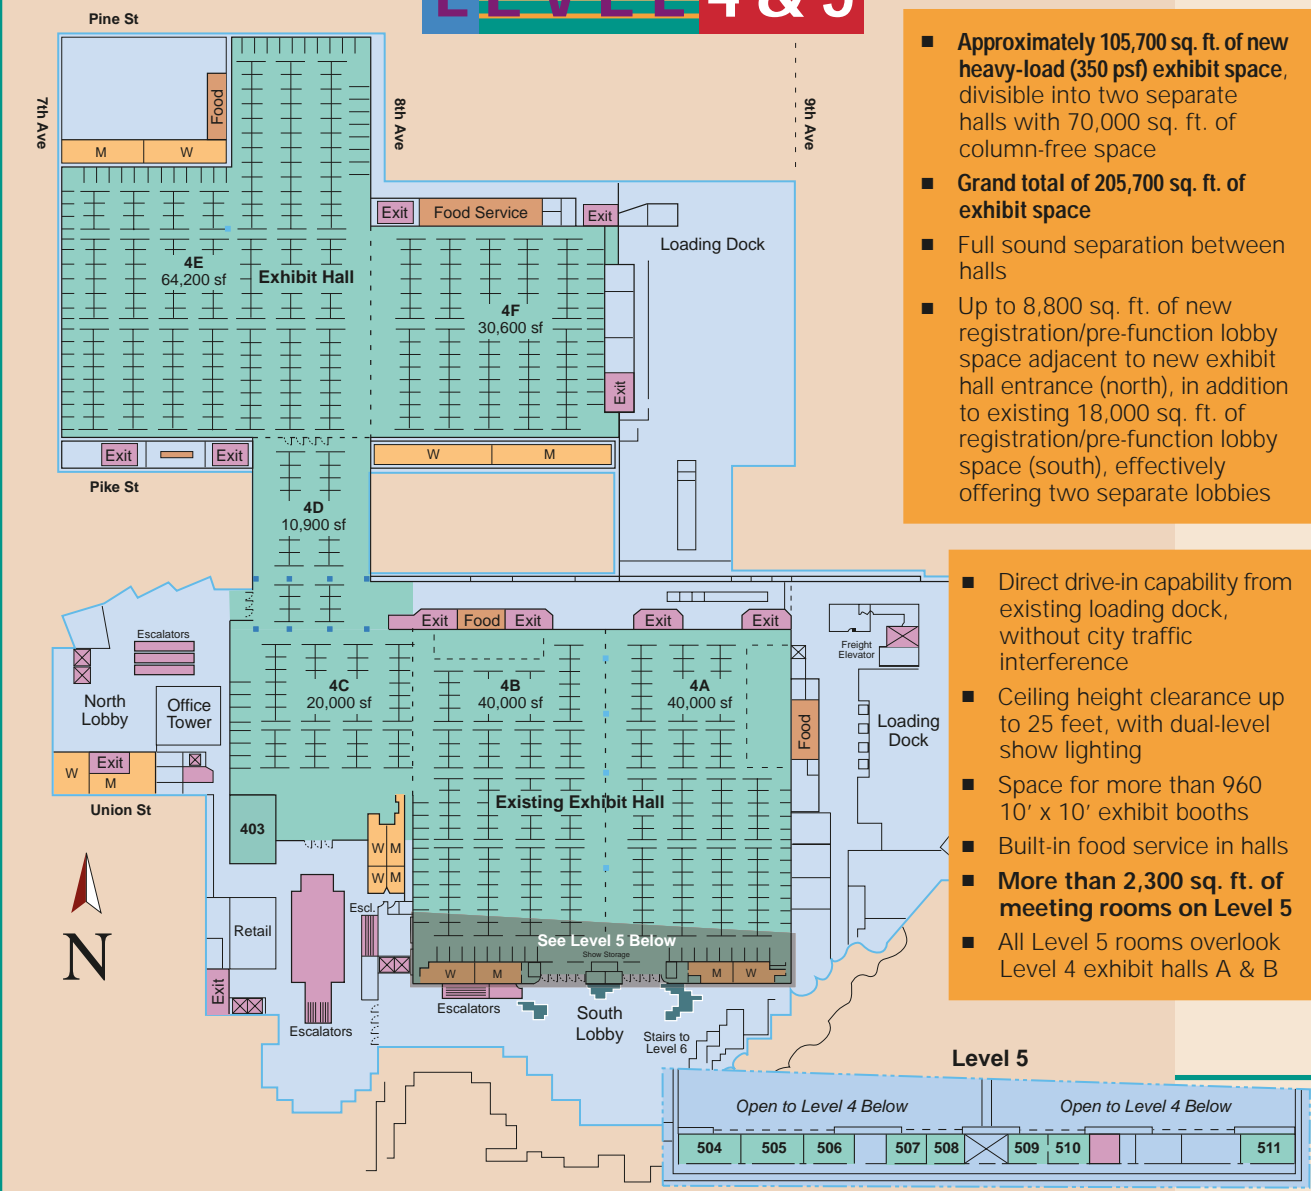 LEVEL 4 & 5
Pine St
7th Ave
8th Ave
9th Ave
Food
M
W
Exit
Food Service
Exit
Loading Dock
4E
64,200 sf
Exhibit Hall
4F
30,600 sf
Exit
Exit
Exit
W
M
Pike St
4D
10,900 sf
Escalators
North
Lobby
Office
Tower
W
Exit
M
Union St
Exit
Food
Exit
Exit
Exit
Freight
Elevator
4C
20,000 sf
4B
40,000 sf
4A
40,000 sf
Food
Loading
Dock
Existing Exhibit Hall
403
W
M
W
M
N
Retail
Escl.
Exit
Escalators
See Level 5 Below
Show Storage
W
M
M
W
Escalators
South
Lobby
Stairs to
Level 6
■ Approximately 105,700 sq. ft. of new
heavy-load (350 psf) exhibit space,
divisible into two separate
halls with 70,000 sq. ft. of
column-free space
■ Grand total of 205,700 sq. ft. of
exhibit space
■ Full sound separation between
halls
■ Up to 8,800 sq. ft. of new
registration/pre-function lobby
space adjacent to new exhibit
hall entrance (north), in addition
to existing 18,000 sq. ft. of
registration/pre-function lobby
space (south), effectively
offering two separate lobbies
■ Direct drive-in capability from
existing loading dock,
without city traffic
interference
■ Ceiling height clearance up
to 25 feet, with dual-level
show lighting
■ Space for more than 960
10’ x 10’ exhibit booths
■ Built-in food service in halls
■ More than 2,300 sq. ft. of
meeting rooms on Level 5
■ All Level 5 rooms overlook
Level 4 exhibit halls A & B
Level 5
Open to Level 4 Below
Open to Level 4 Below
504
505
506
507
508
509
510
511